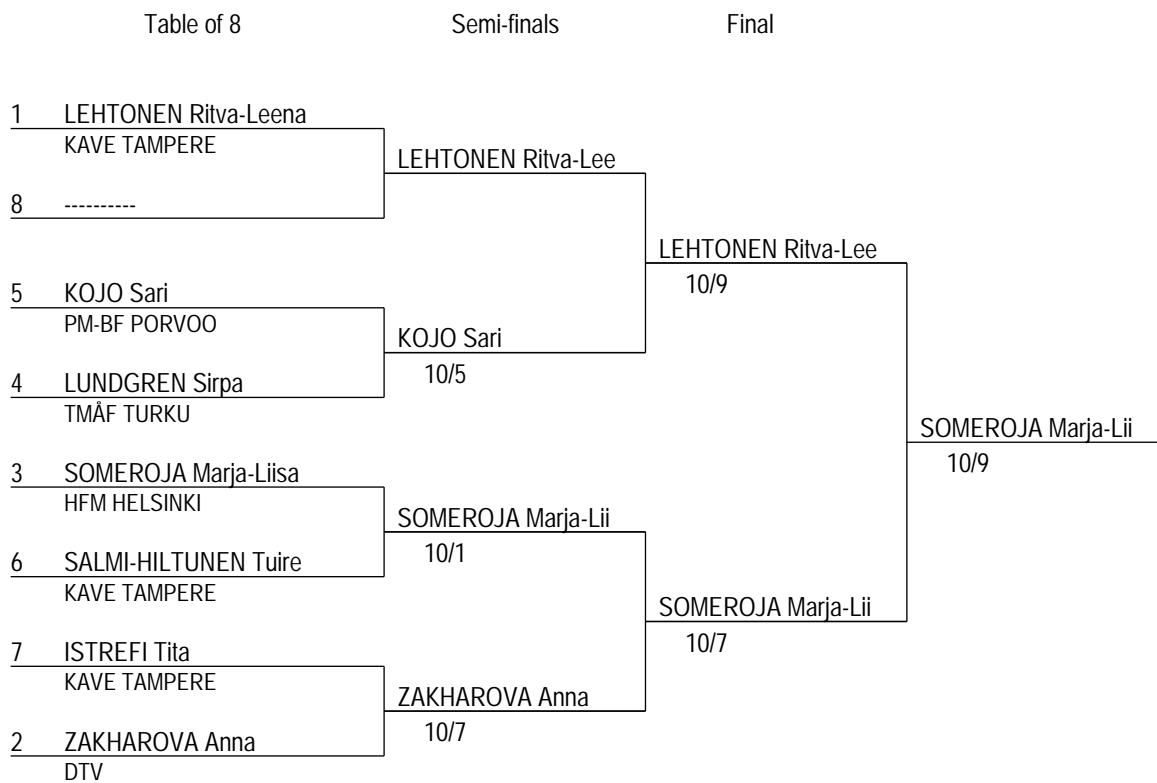 Table of 8 Semi-finals Final
1 LEHTONEN Ritva-Leena
KAVE TAMPERE
LEHTONEN Ritva-Lee
8 ----------
LEHTONEN Ritva-Lee
10/9
5 KOJO Sari
PM-BF PORVOO
KOJO Sari
10/5
4 LUNDGREN Sirpa
TMÅF TURKU
SOMEROJA Marja-Lii
10/9
3 SOMEROJA Marja-Liisa
HFM HELSINKI
SOMEROJA Marja-Lii
10/1
6 SALMI-HILTUNEN Tuire
KAVE TAMPERE
SOMEROJA Marja-Lii
10/7
7 ISTREFI Tita
KAVE TAMPERE
ZAKHAROVA Anna
10/7
2 ZAKHAROVA Anna
DTV